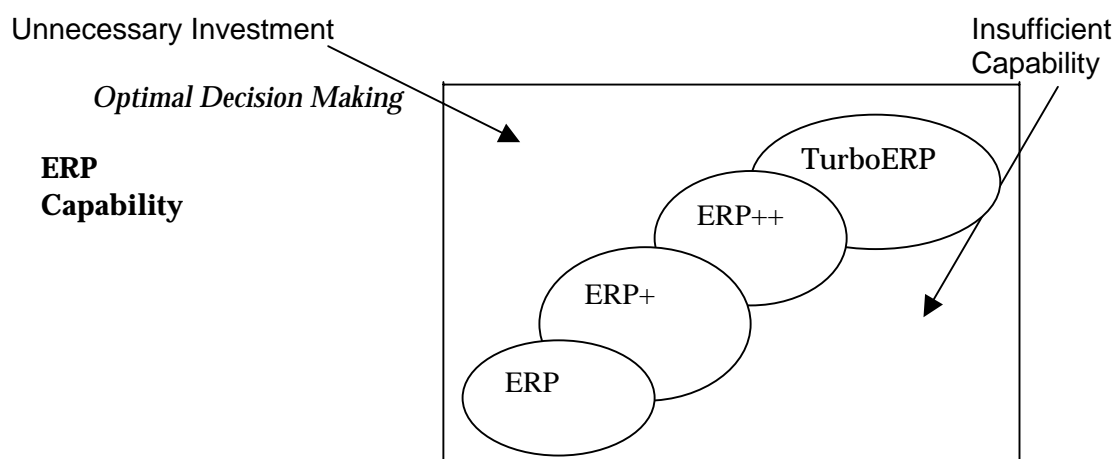 Unnecessary Investment
Insufficient
Capability
Optimal Decision Making
ERP
Capability
TurboERP
ERP++
ERP+
ERP